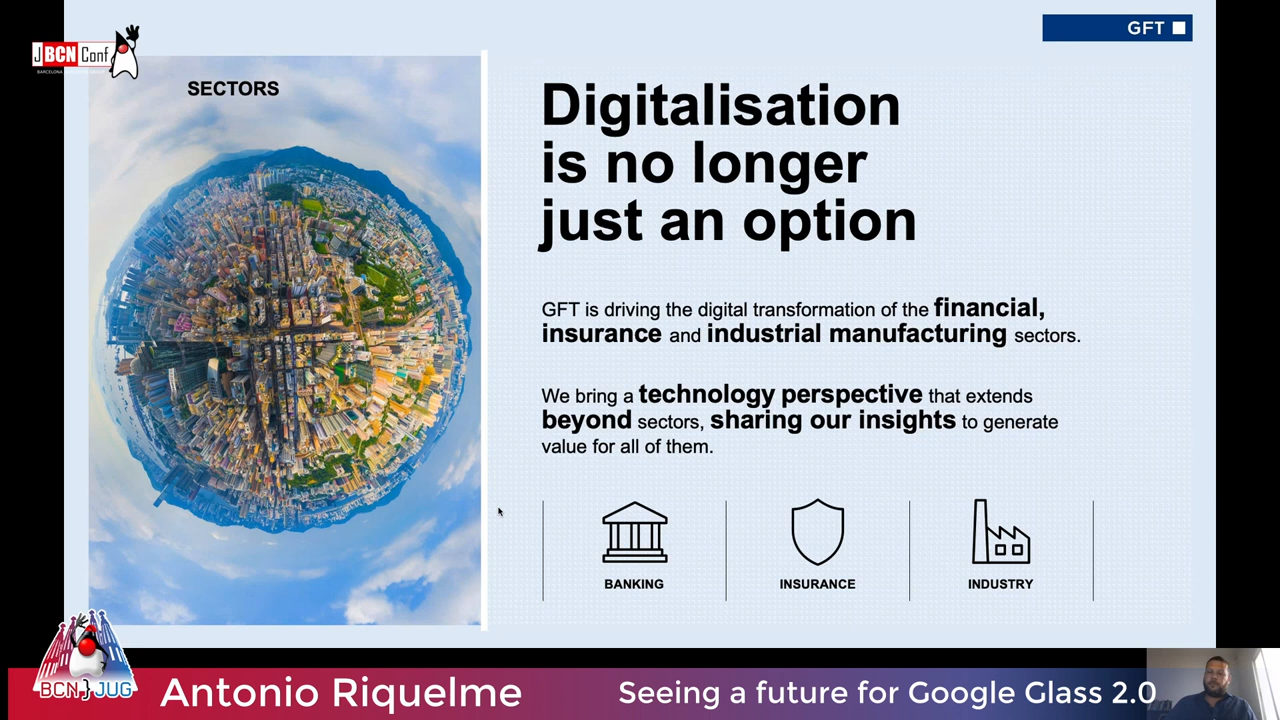 JBCNConf
SECTORS
GFT
Digitalisation
is no longer
just an option
GFT is driving the digital transformation of the financial,
insurance and industrial manufacturing sectors.
We bring a technology perspective that extends
beyond sectors, sharing our insights to generate
value for all of them.
BANKING
INSURANCE
INDUSTRY
BCN JUG
Antonio Riquelme
Seeing a future for Google Glass 2.0